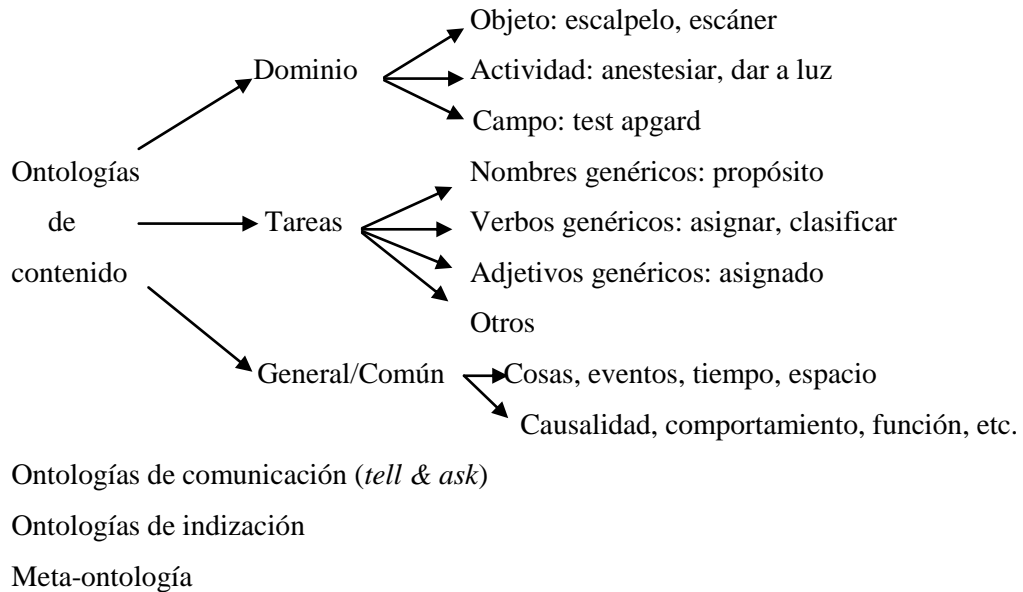 Objeto: escalpelo, escáner
Dominio
Actividad: anestesiar, dar a luz
Campo: test apgard
Ontologías
de
contenido
Nombres genéricos: propósito
Tareas
Verbos genéricos: asignar, clasificar
Adjetivos genéricos: asignado
Otros
General/Común
Cosas, eventos, tiempo, espacio
Causalidad, comportamiento, función, etc.
Ontologías de comunicación (tell & ask)
Ontologías de indización
Meta-ontología